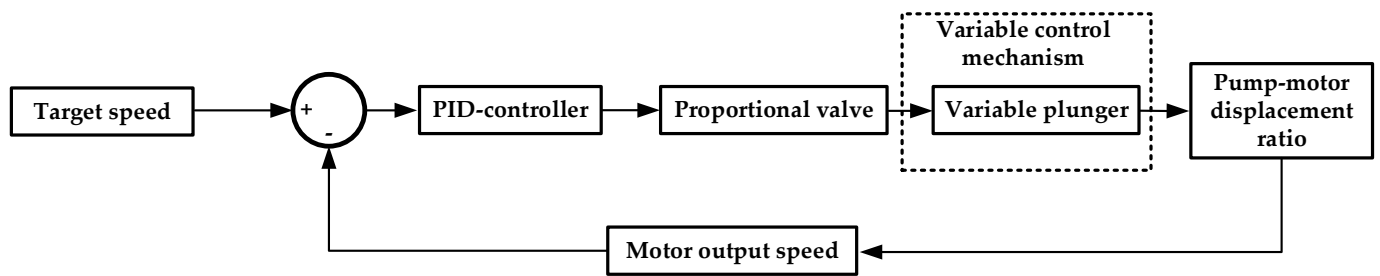 Variable control
mechanism
Target speed
+
-
PID-controller
Proportional valve
Variable plunger
Pump-motor
displacement
ratio
Motor output speed